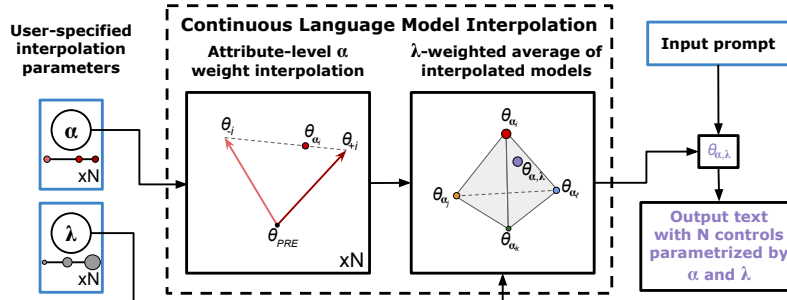 Continuous Language Model Interpolation
User-specified
interpolation
parameters
α
xN
λ
xN
Attribute-level α
weight interpolation
θ-i
θαi
θ+i
θPRE
xN
λ-weighted average of
interpolated models
θαi
θα,λ
θαj
θαℓ
θαk
Input prompt
θα,λ
Output text
with N controls
parametrized by
α and λ